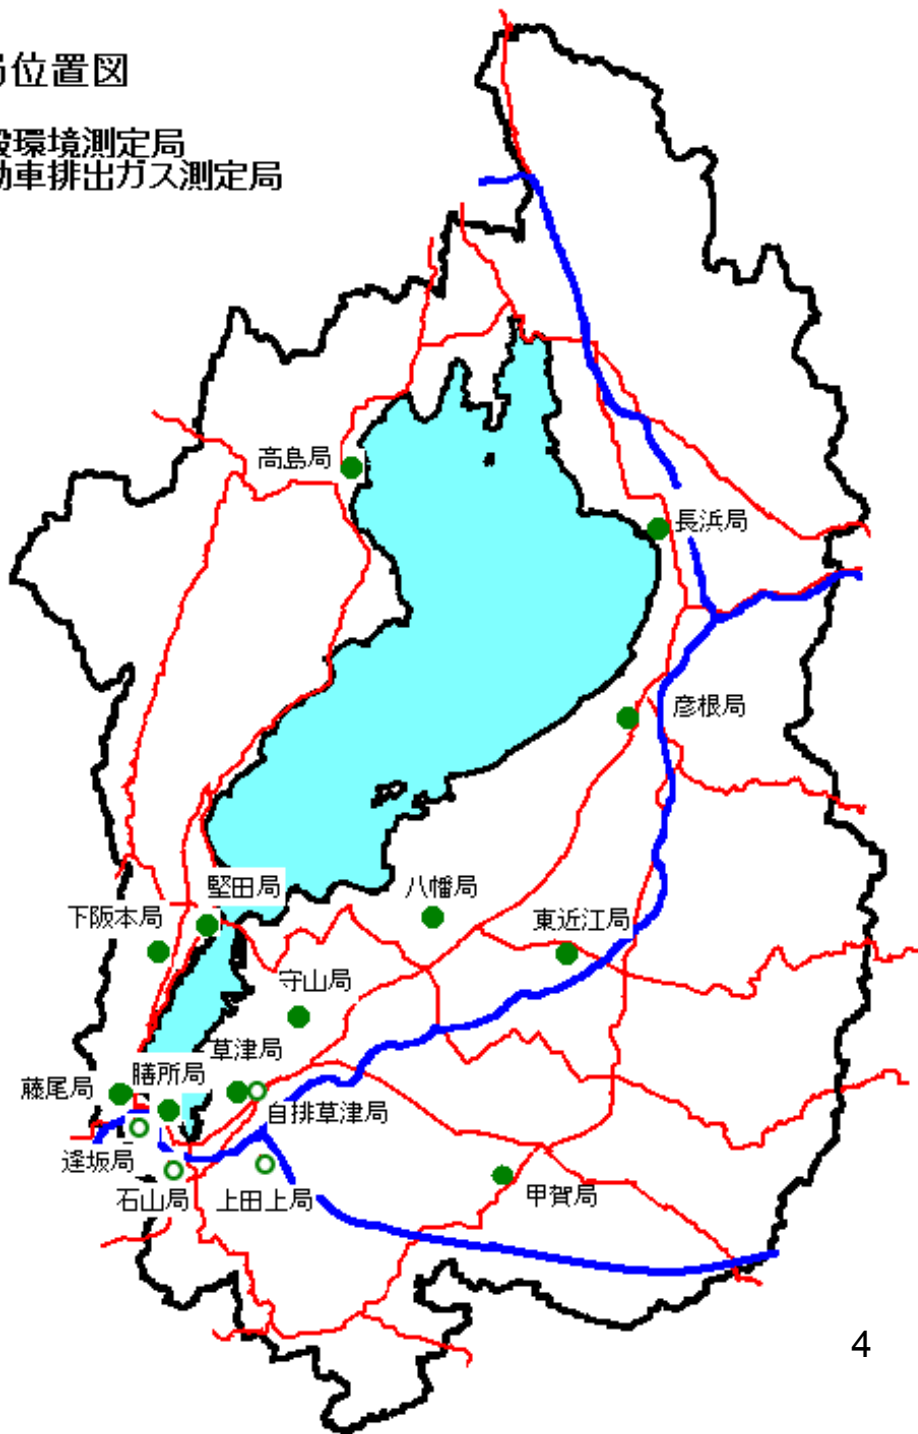 局位置図
般環境測定局
動車排出ガス測定局
高島局
長浜局
彦根局
堅田局
八幡局
下阪本局
東近江局
守山局
草津局
藤尾局
膳所局
自排草津局
逢坂局
石山局
上田上局
甲賀局
4